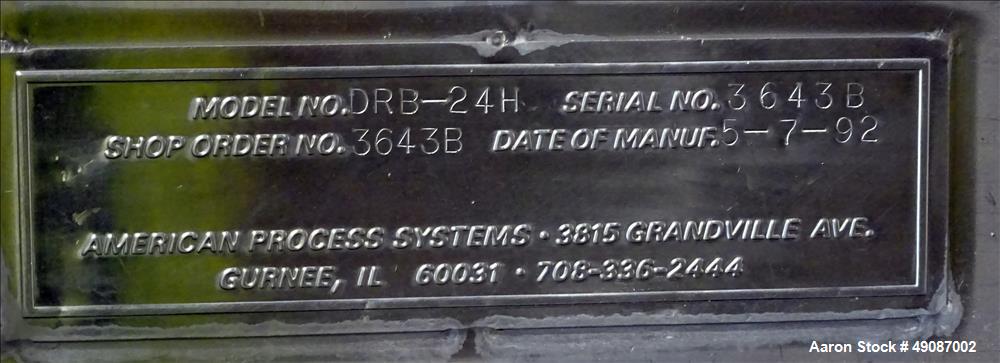 MODEL NO. DRB-24H SERIAL NO. 3643B
SHOP ORDER NO. 3643B DATE OF MANUF. 5-7-92
AMERICAN PROCESS SYSTEMS • 3815 GRANDVILLE AVE.
GURNEE, IL 60031 • 708-336-2444
Aaron Stock # 49087002